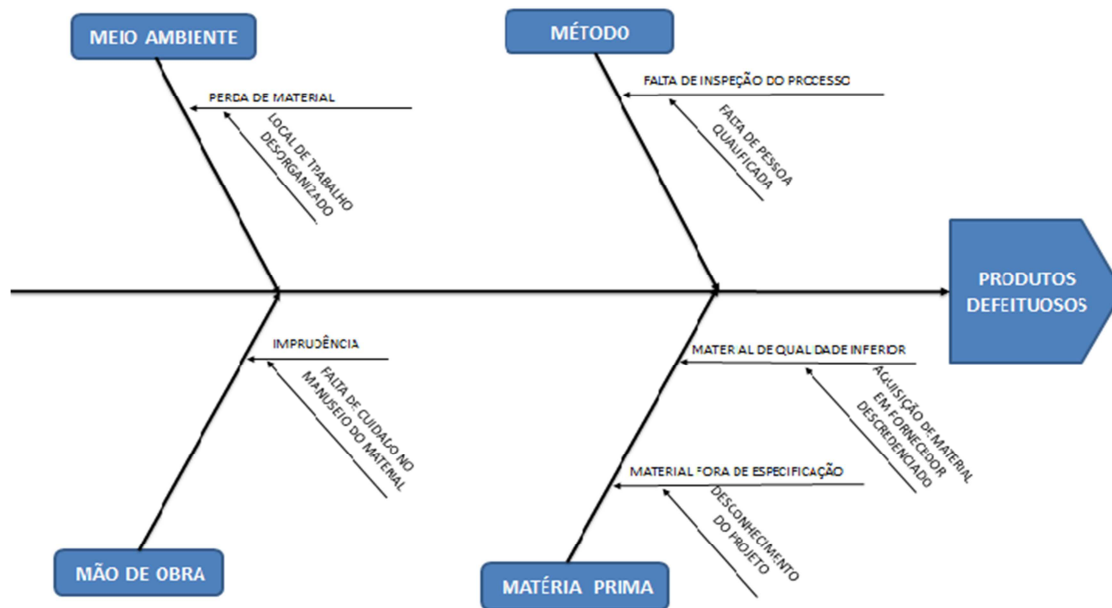 MEIO AMBIENTE
MÉTODO
PERDA DE MATERIAL
LOCAL DE TRABALHO
DESORGANIZADO
FALTA DE INSPEÇÃO DO PROCESSO
FALTA DE PESSOA
QUALIFICADA
PRODUTOS
DEFEITUOSOS
IMPRUDÊNCIA
FALTA DE CUIDADO NO
MANUSEIO DO MATERIAL
MATERIAL DE QUALIDADE INFERIOR
AQUISIÇÃO DE MATERIAL
EM FORNECEDOR
DESCREDENCIADO
MATERIAL FORA DE ESPECIFICAÇÃO
DESCONHECIMENTO
DO PROJETO
MÃO DE OBRA
MATÉRIA PRIMA